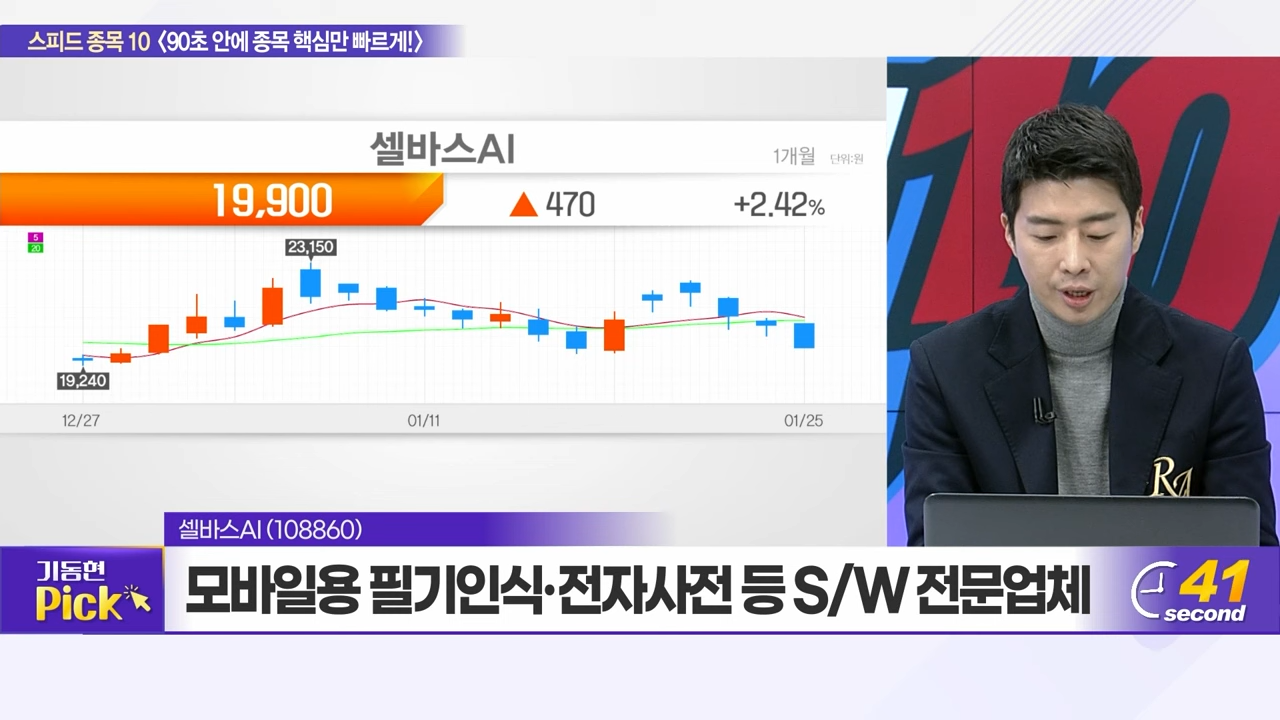 스피드 종목 10 〈90초 안에 종목 핵심만 빠르게!〉
셀바스AI
1개월 단위:원
19,900 ▲ 470 +2.42%
5
20
23,150
19,240
12/27 01/11 01/25
10
RA
셀바스AI (108860)
기동현
Pick
모바일용 필기인식·전자사전 등 S/W 전문업체
41
second